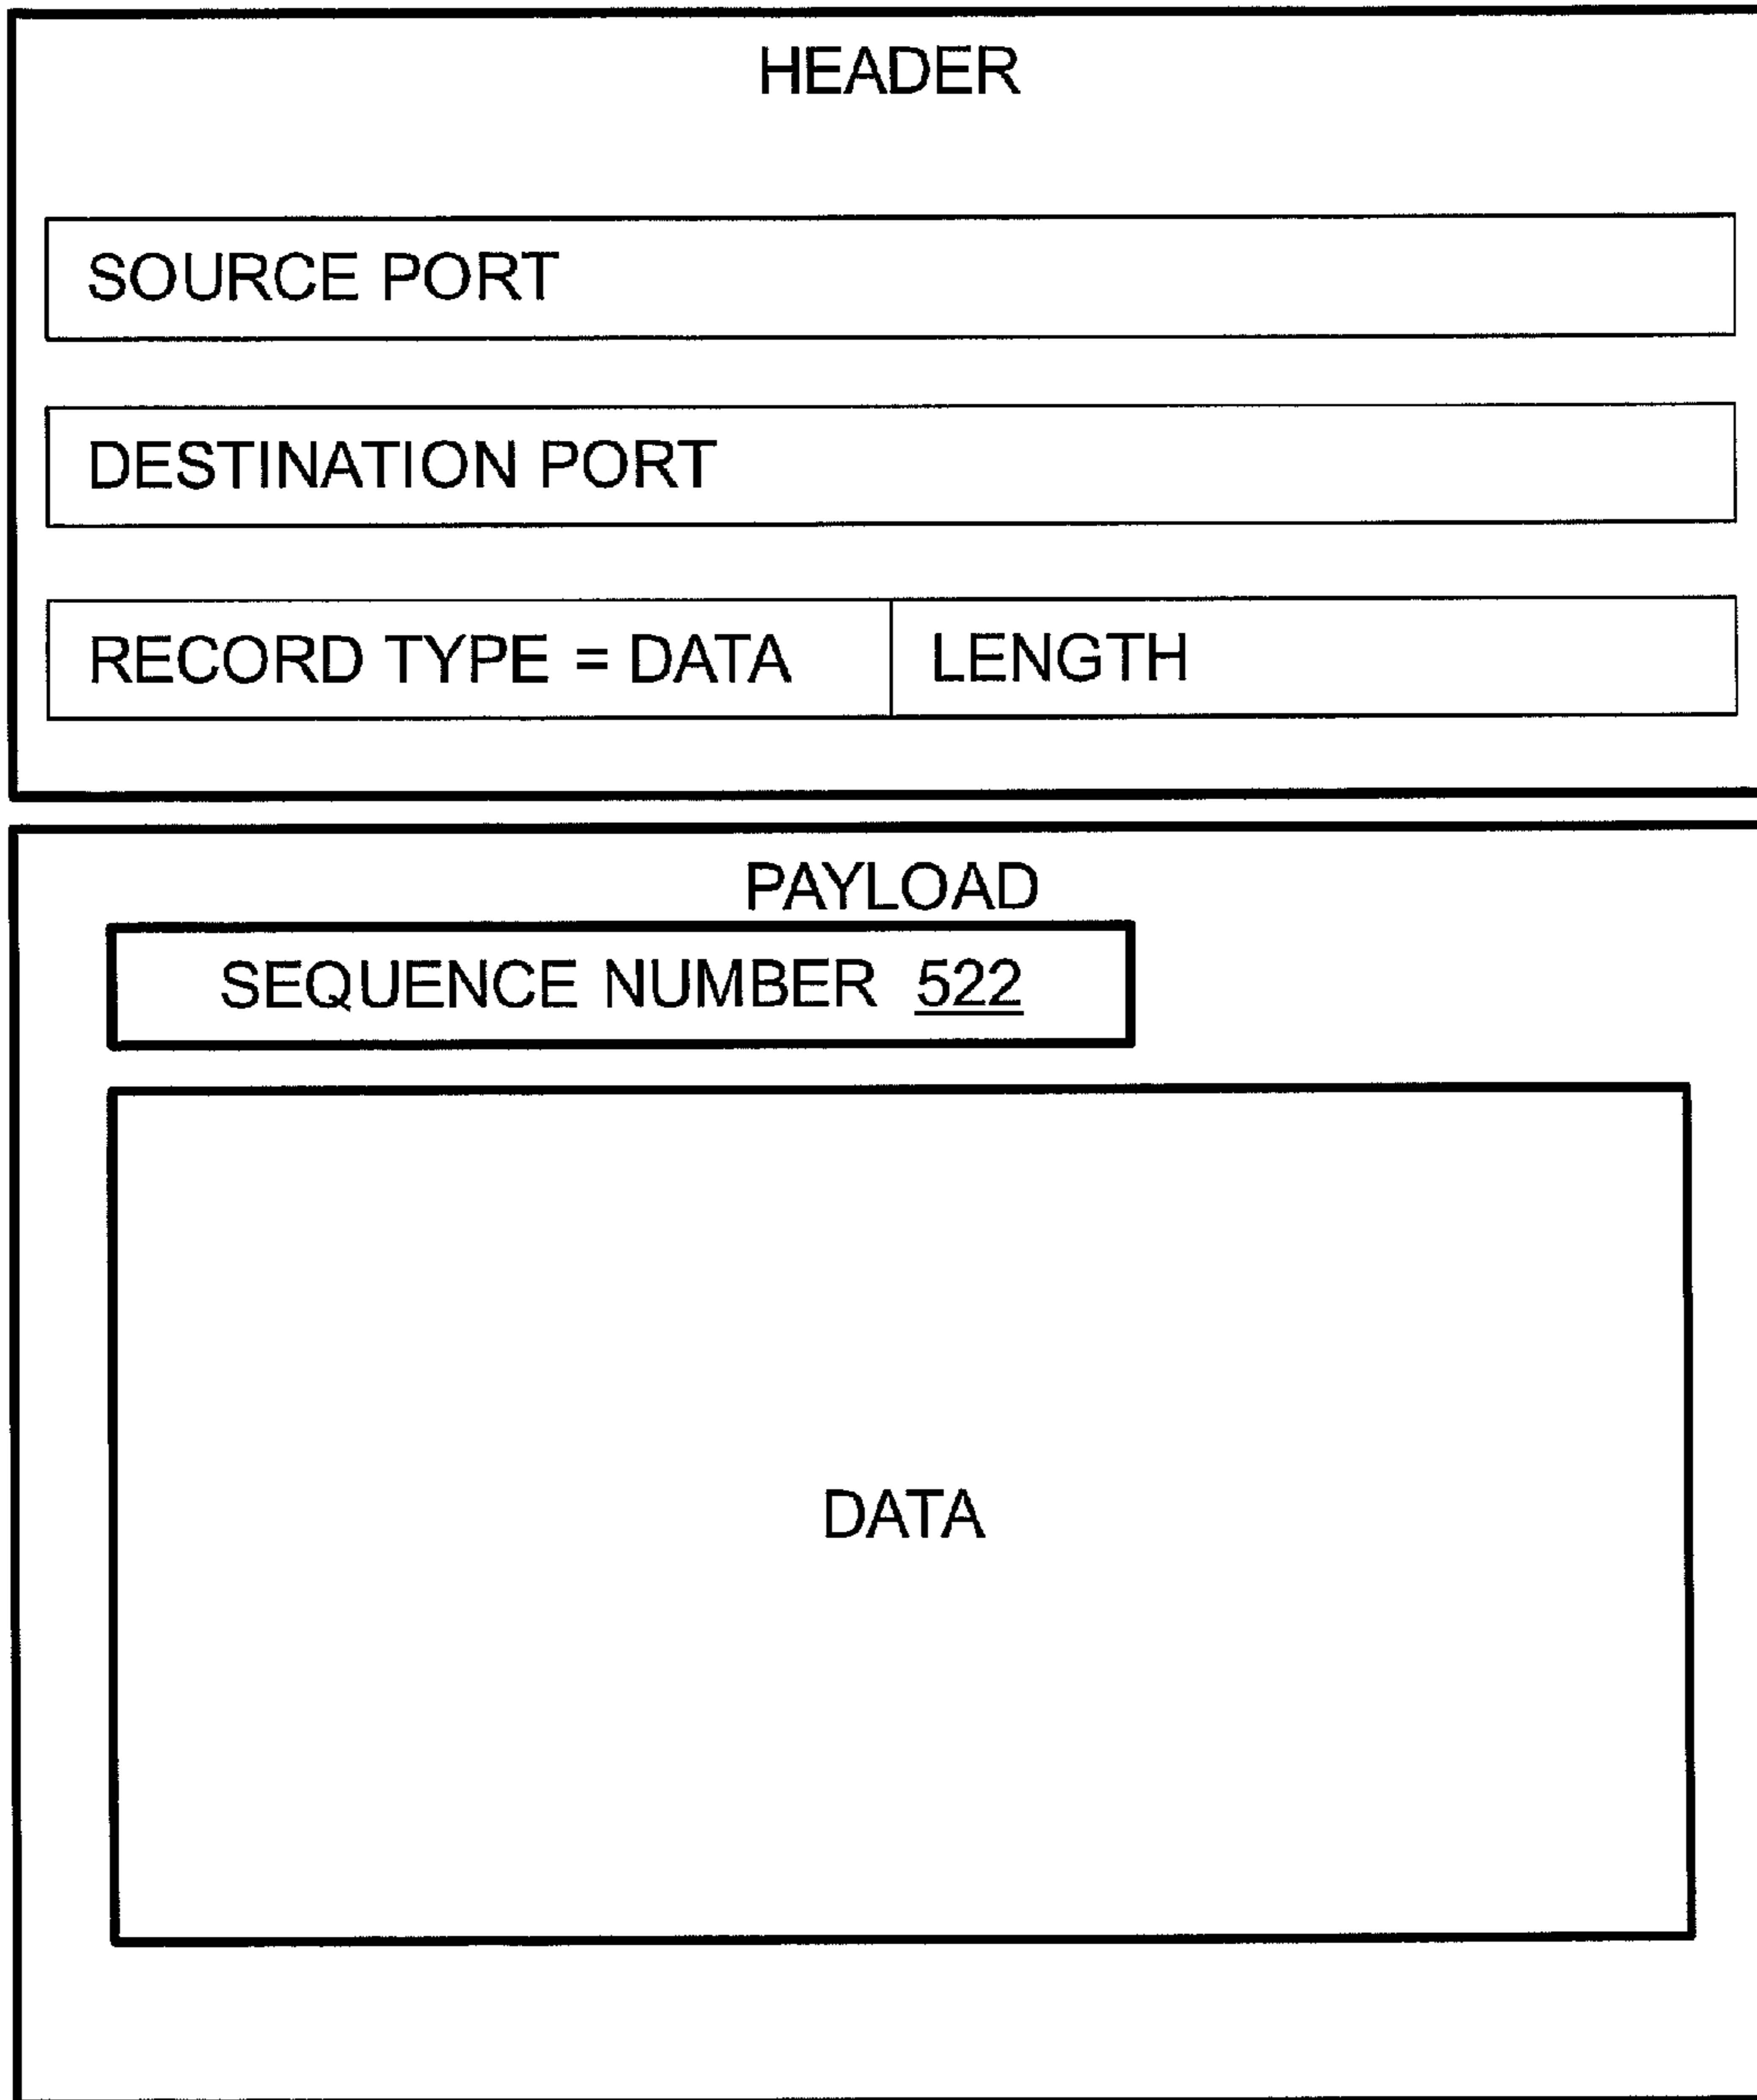 HEADER
SOURCE PORT
DESTINATION PORT
RECORD TYPE = DATA LENGTH
PAYLOAD
SEQUENCE NUMBER 522
DATA